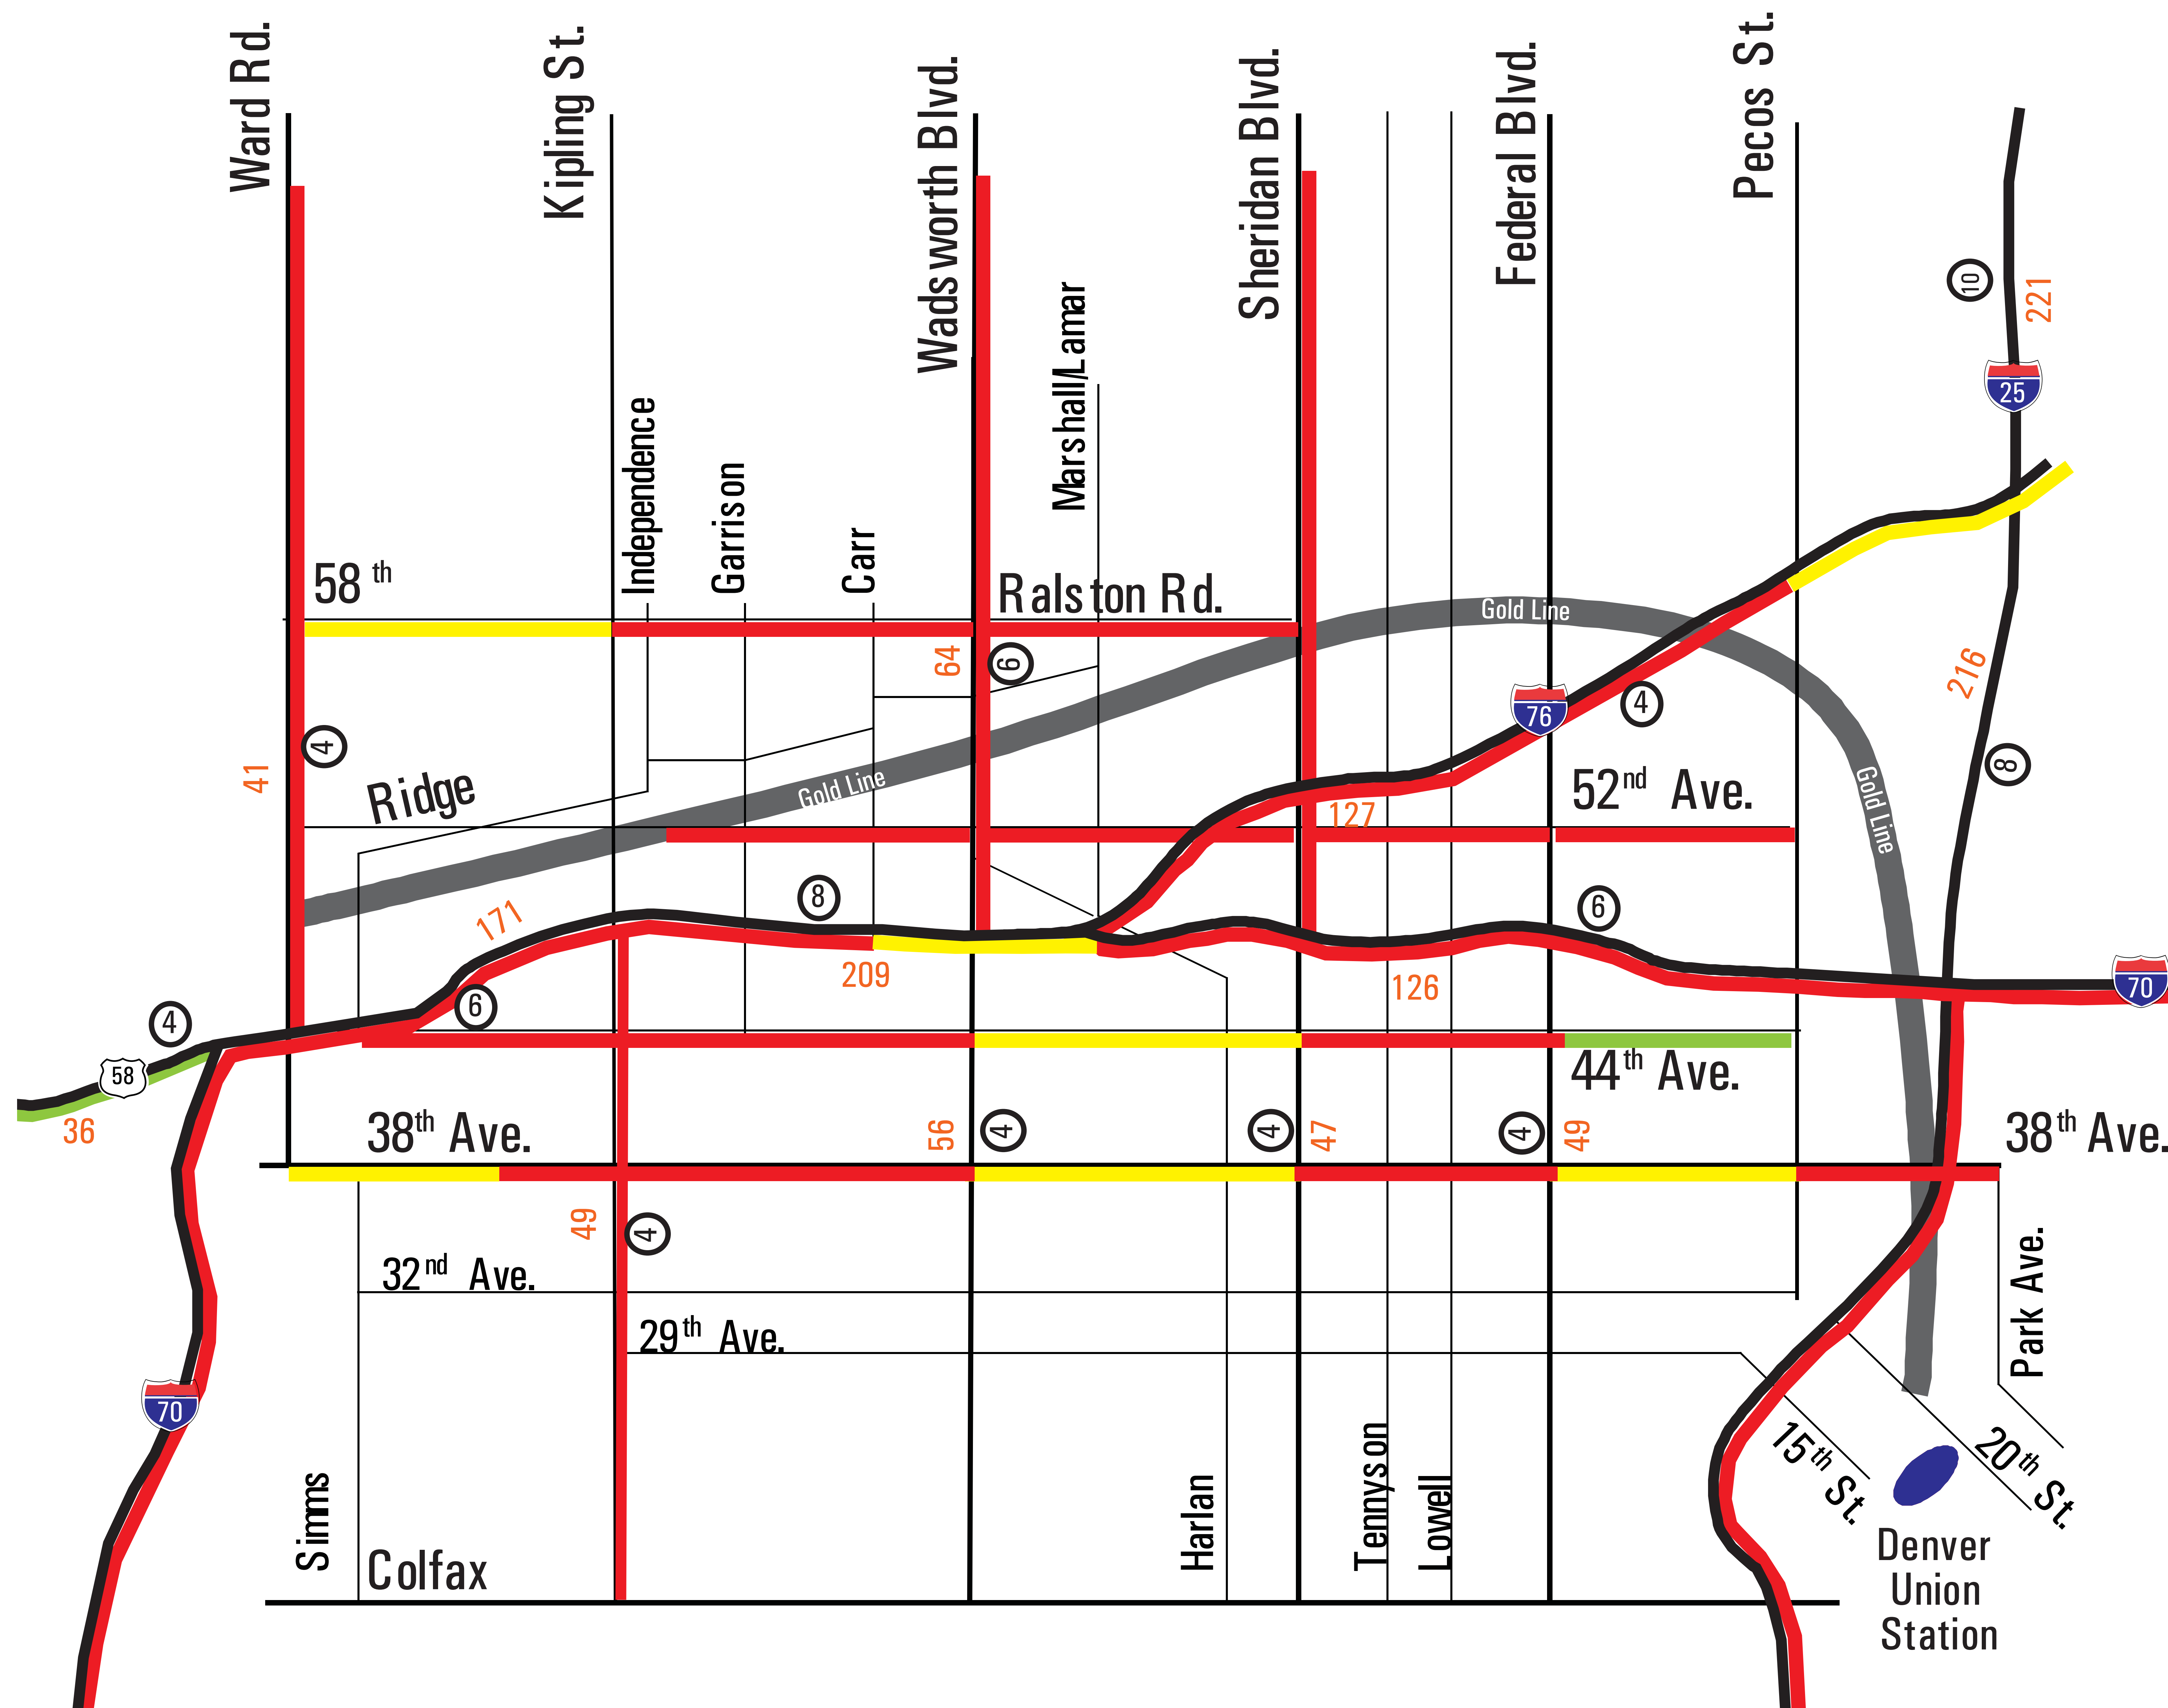 Ward Rd.
Kipling St.
Wadsworth Blvd.
Sheridan Blvd.
Federal Blvd.
Pecos St.
Independence
Garrison
Carr
Marshall/Lamar
10
221
25
58 th
Ralston Rd.
Gold Line
64
6
216
76
4
4
41
Ridge
Gold Line
127
52nd Ave.
8
Gold Line
171
8
6
209
126
70
6
4
58
36
44th Ave.
38th Ave.
56
4
4
47
4
49
38th Ave.
49
4
32nd Ave.
29th Ave.
Park Ave.
70
Simms
Colfax
Harlan
Tennyson
Lowell
15th St.
20th St.
Denver
Union
Station